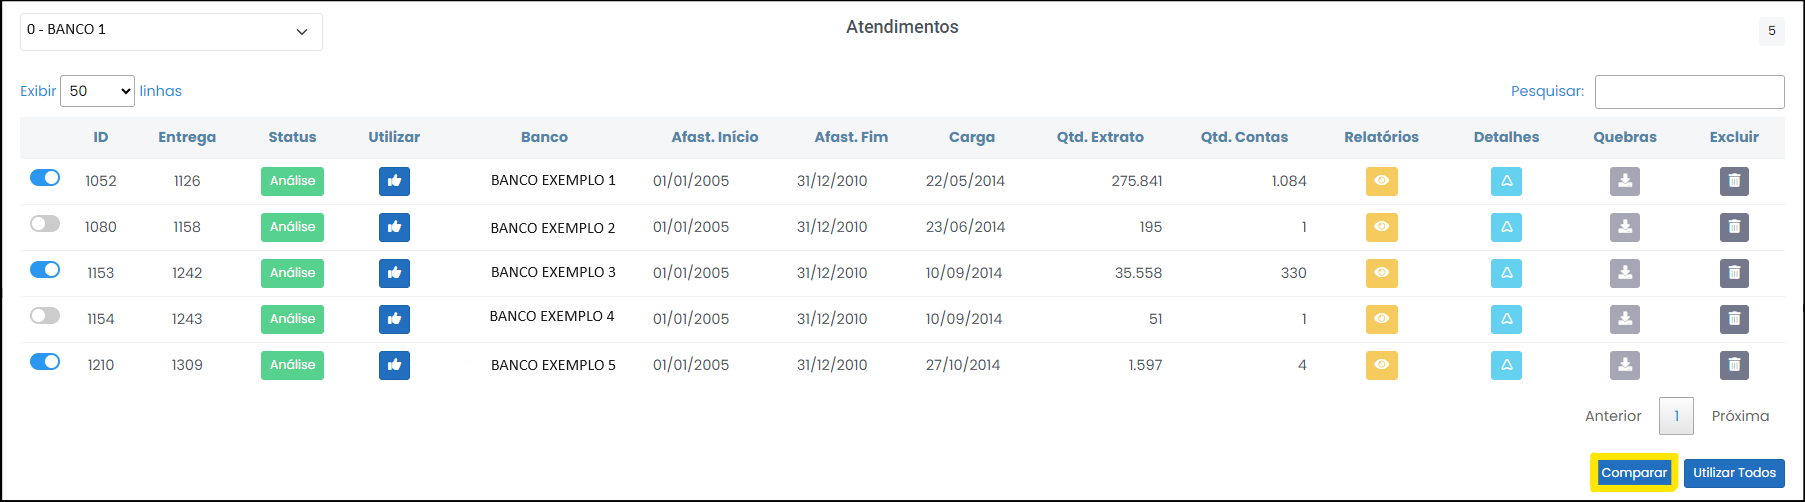 0 - BANCO 1 Atendimentos 5
Exibir 50 linhas Pesquisar:
ID Entrega Status Utilizar Banco Afast. Início Afast. Fim Carga Qtd. Extrato Qtd. Contas Relatórios Detalhes Quebras Excluir
1052 1126 Análise BANCO EXEMPLO 1 01/01/2005 31/12/2010 22/05/2014 275.841 1.084
1080 1158 Análise BANCO EXEMPLO 2 01/01/2005 31/12/2010 23/06/2014 195 1
1153 1242 Análise BANCO EXEMPLO 3 01/01/2005 31/12/2010 10/09/2014 35.558 330
1154 1243 Análise BANCO EXEMPLO 4 01/01/2005 31/12/2010 10/09/2014 51 1
1210 1309 Análise BANCO EXEMPLO 5 01/01/2005 31/12/2010 27/10/2014 1.597 4
Anterior 1 Próxima
Comparar Utilizar Todos